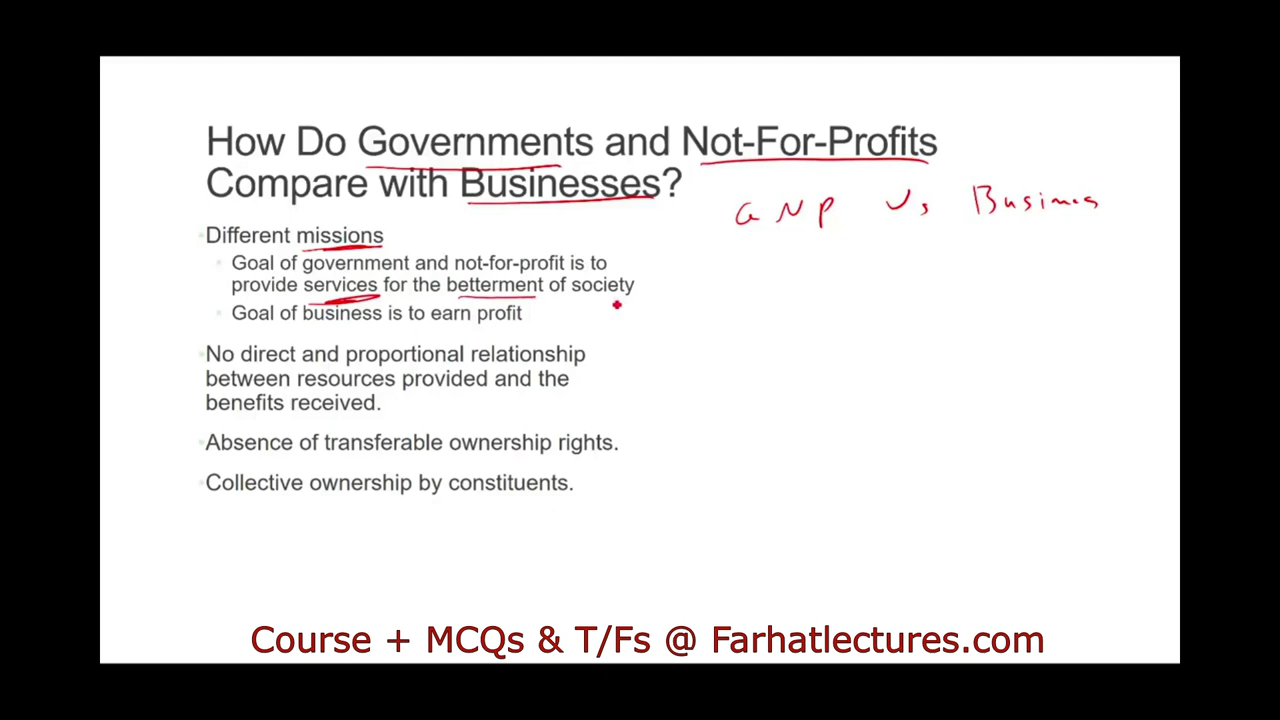 How Do Governments and Not-For-Profits
Compare with Businesses?
G N P Vs Business
Different missions
Goal of government and not-for-profit is to
provide services for the betterment of society
Goal of business is to earn profit
No direct and proportional relationship
between resources provided and the
benefits received.
Absence of transferable ownership rights.
Collective ownership by constituents.
Course + MCQs & T/Fs @ Farhatlectures.com